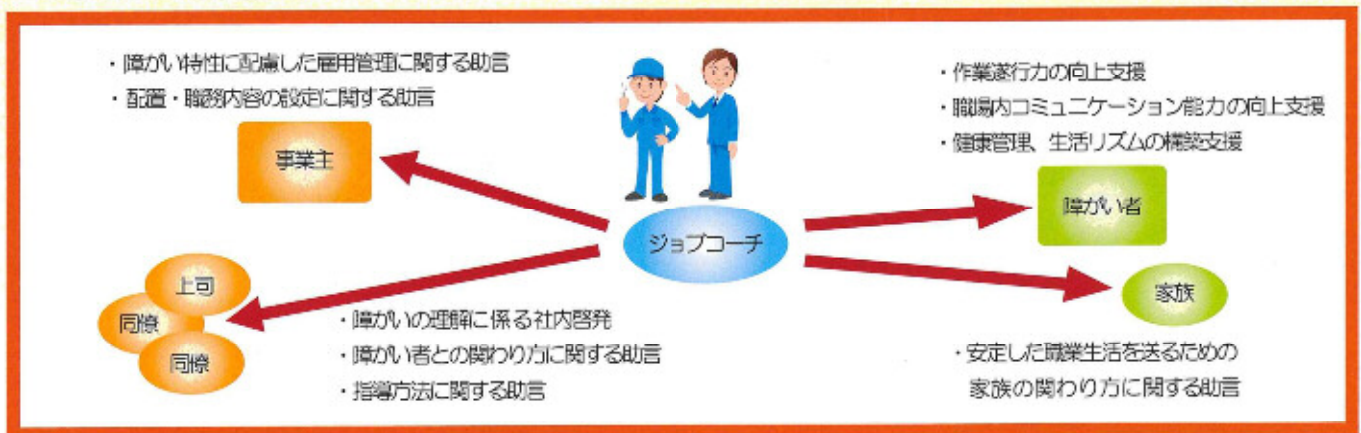 ・障がい特性に配慮した雇用管理に関する助言
・配置・職務内容の設定に関する助言
事業主
・作業遂行力の向上支援
・職場内コミュニケーション能力の向上支援
・健康管理、生活リズムの構築支援
障がい者
ジョブコーチ
上司
同僚
同僚
・障がいの理解に係る社内啓発
・障がい者との関わり方に関する助言
・指導方法に関する助言
家族
・安定した職業生活を送るための
家族の関わり方に関する助言